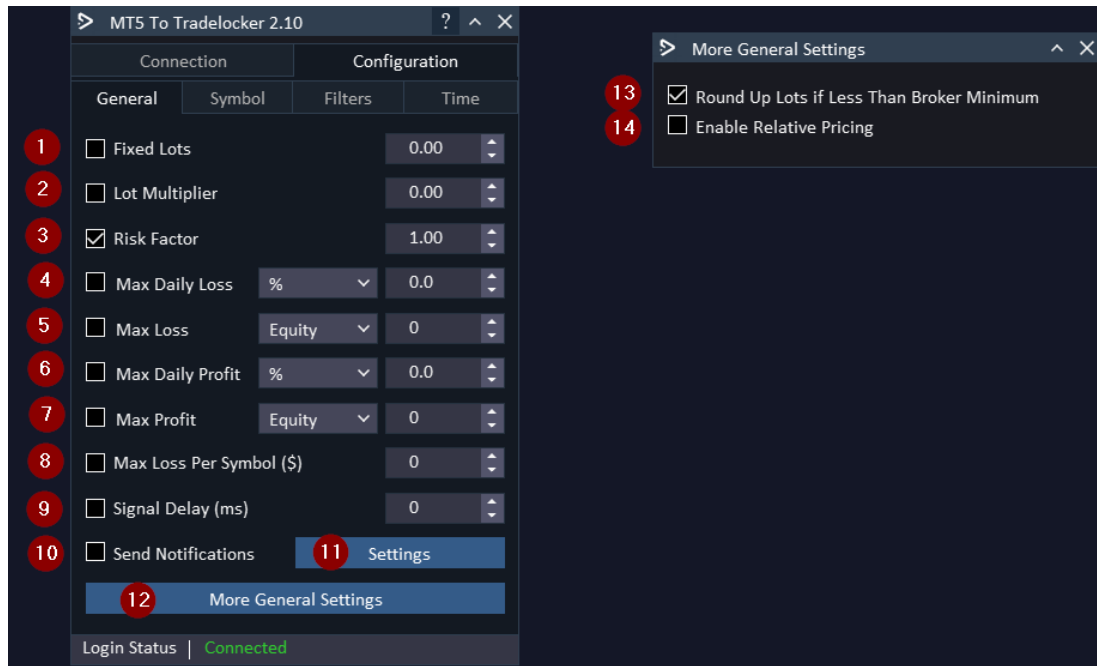 MT5 To Tradelocker 2.10 ?
Connection Configuration
General Symbol Filters Time
1 Fixed Lots 0.00
2 Lot Multiplier 0.00
3 Risk Factor 1.00
4 Max Daily Loss % 0.0
5 Max Loss Equity 0
6 Max Daily Profit % 0.0
7 Max Profit Equity 0
8 Max Loss Per Symbol ($) 0
9 Signal Delay (ms) 0
10 Send Notifications 11 Settings
12 More General Settings
Login Status | Connected
More General Settings
13 Round Up Lots if Less Than Broker Minimum
14 Enable Relative Pricing